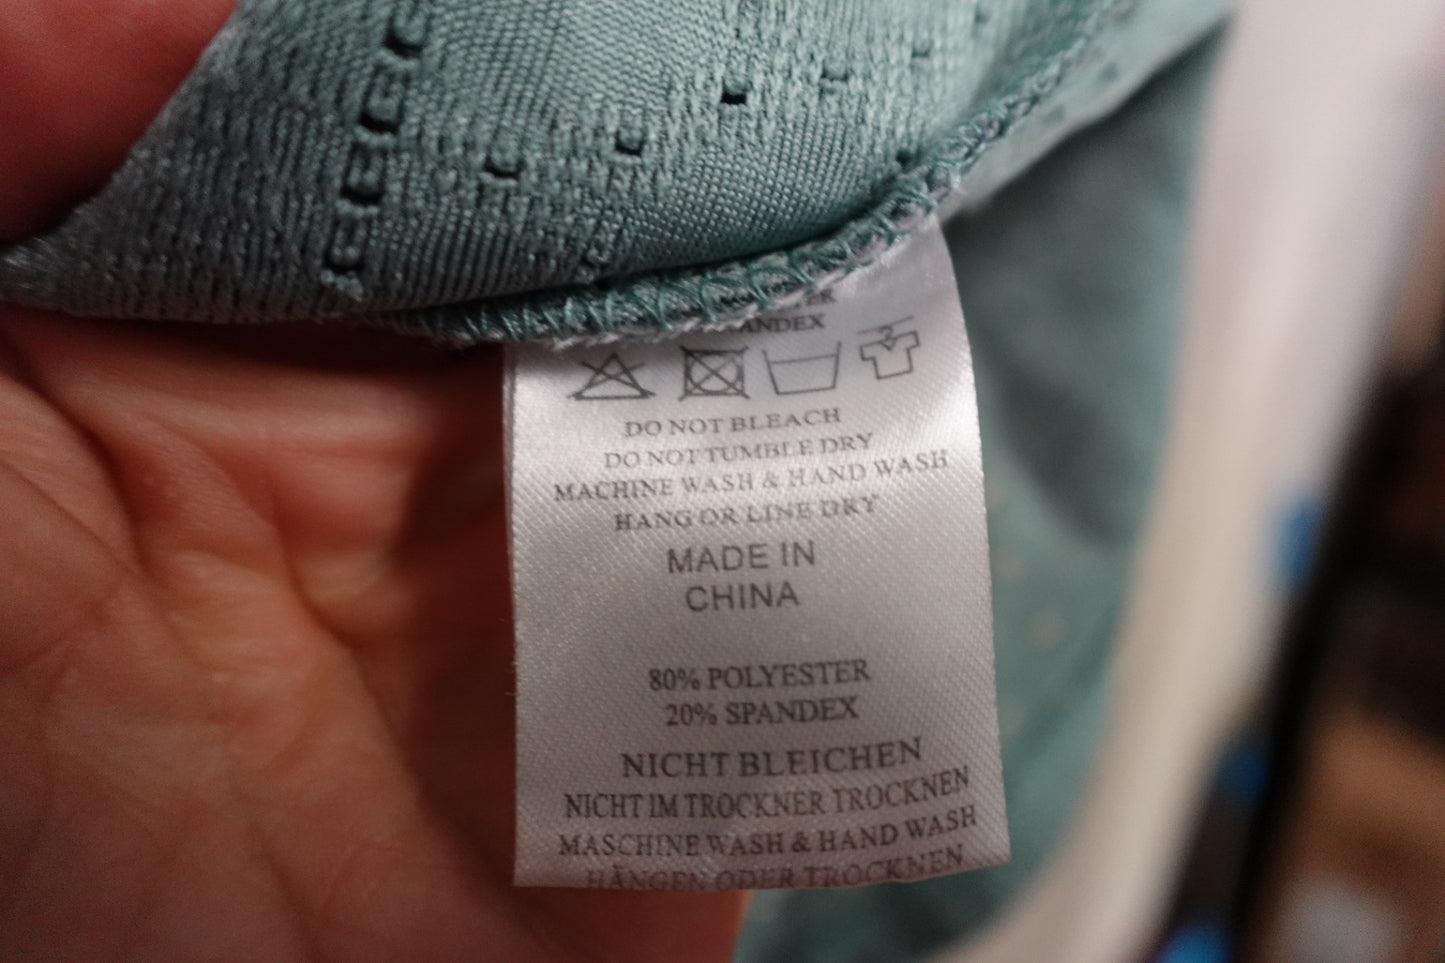 DO NOT BLEACH
DO NOT TUMBLE DRY
MACHINE WASH & HAND WASH
HANG OR LINE DRY
MADE IN
CHINA
80% POLYESTER
20% SPANDEX
NICHT BLEICHEN
NICHT IM TROCKNER TROCKNEN
MASCHINE WASH & HAND WASH
HÄNGEN ODER TROCKNEN